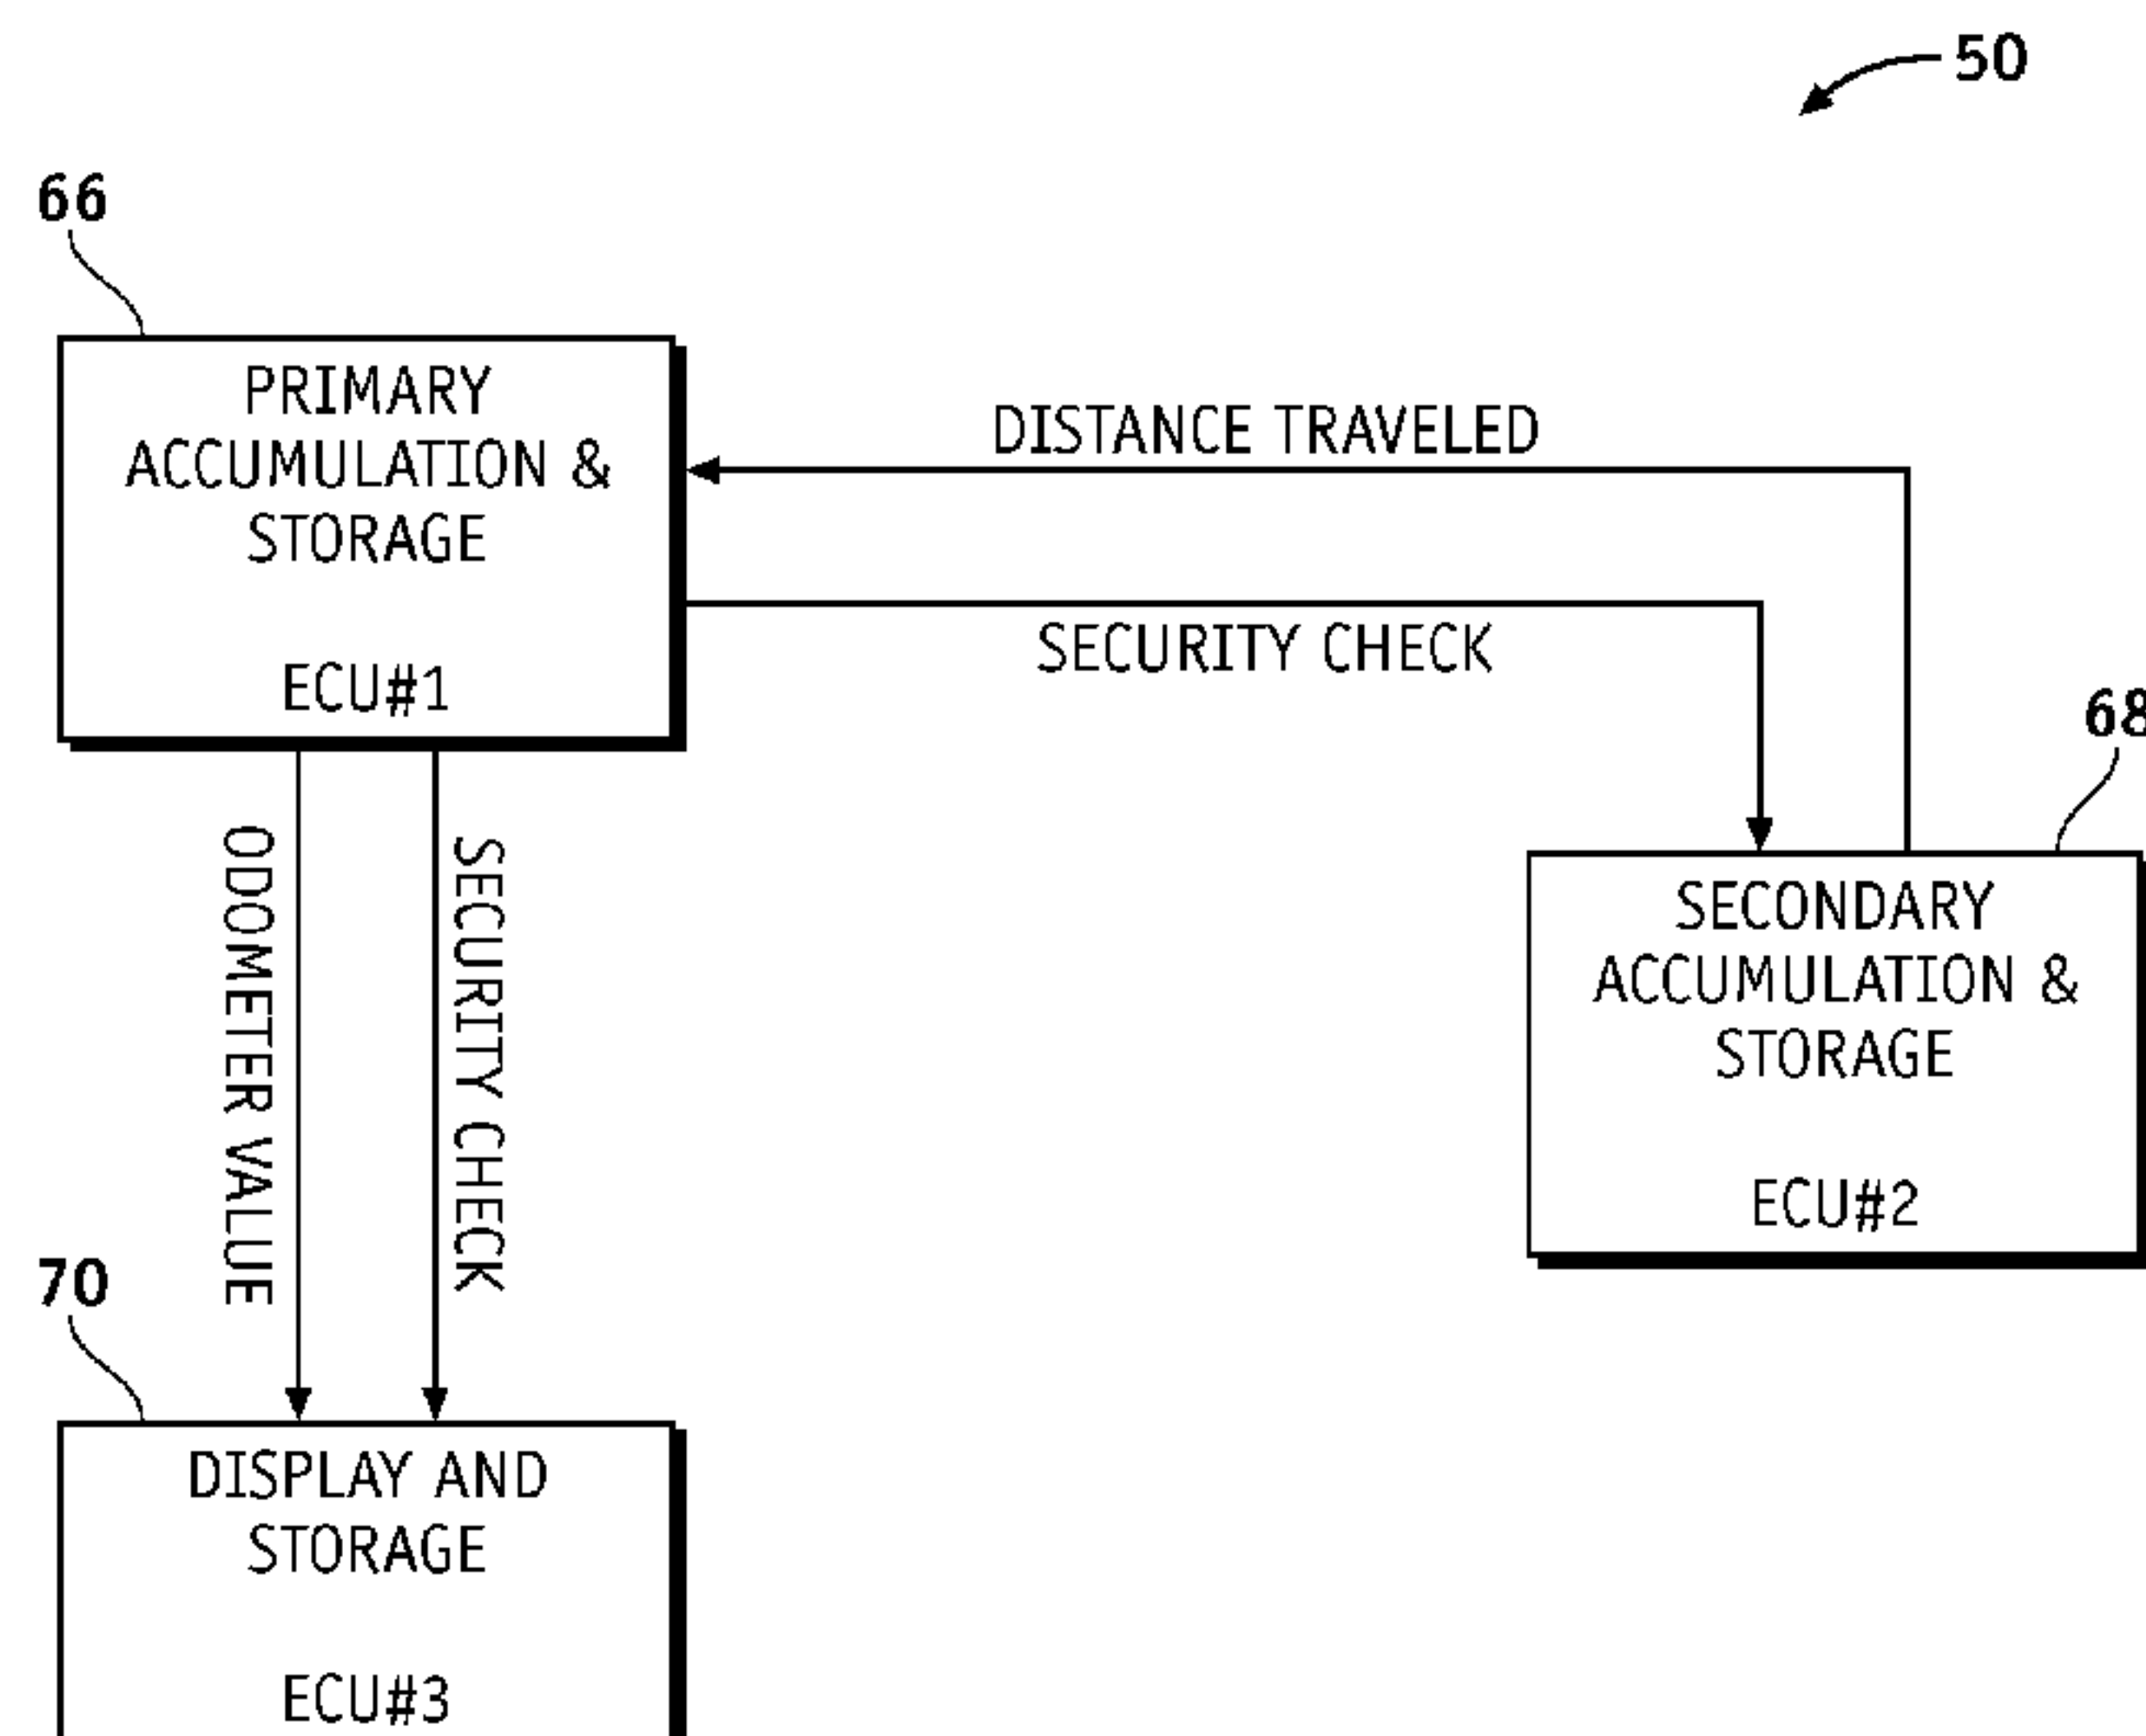 50
66
PRIMARY
ACCUMULATION &
STORAGE
ECU#1
DISTANCE TRAVELED
SECURITY CHECK
68
SECONDARY
ACCUMULATION &
STORAGE
ECU#2
ODOMETER VALUE
SECURITY CHECK
70
DISPLAY AND
STORAGE
ECU#3